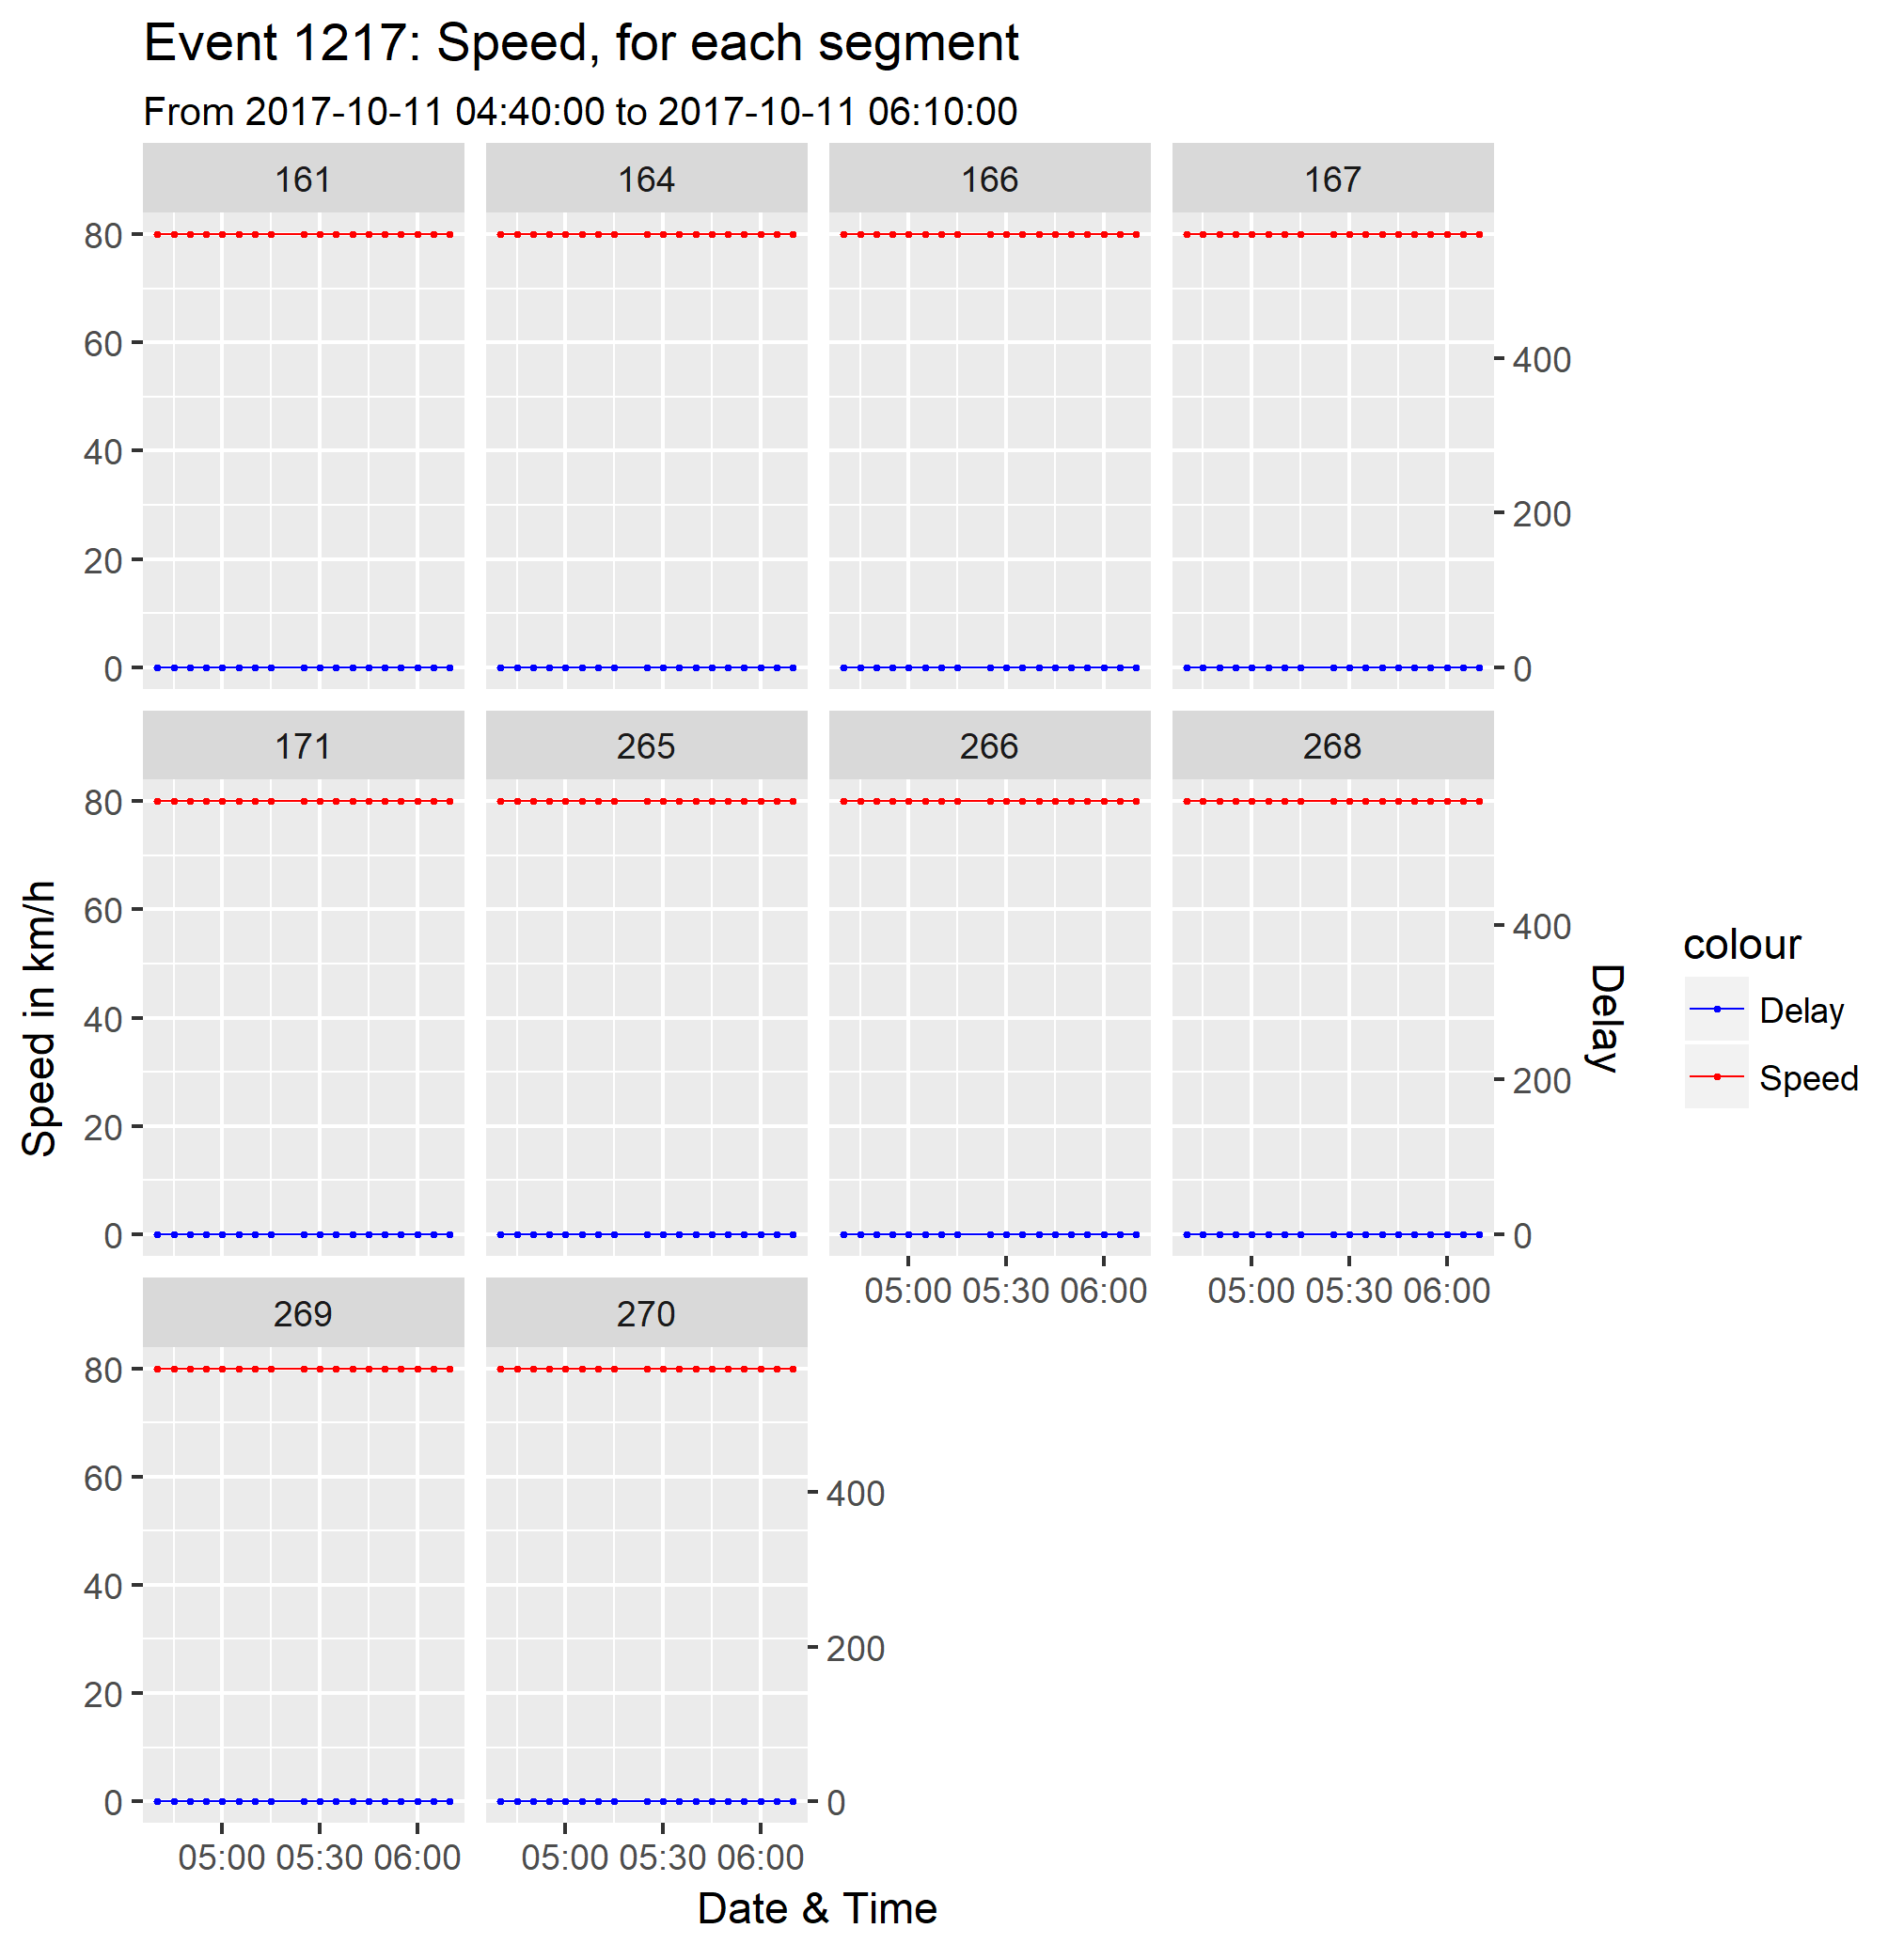 Event 1217: Speed, for each segment
From 2017-10-11 04:40:00 to 2017-10-11 06:10:00
161 164 166 167
80
60
40
20
0
400
200
0
171 265 266 268
80
60
40
20
0
400
200
0
05:00 05:30 06:00 05:00 05:30 06:00
269 270
80
60
40
20
0
400
200
0
05:00 05:30 06:00 05:00 05:30 06:00
Date & Time
Speed in km/h
Delay
colour
Delay
Speed